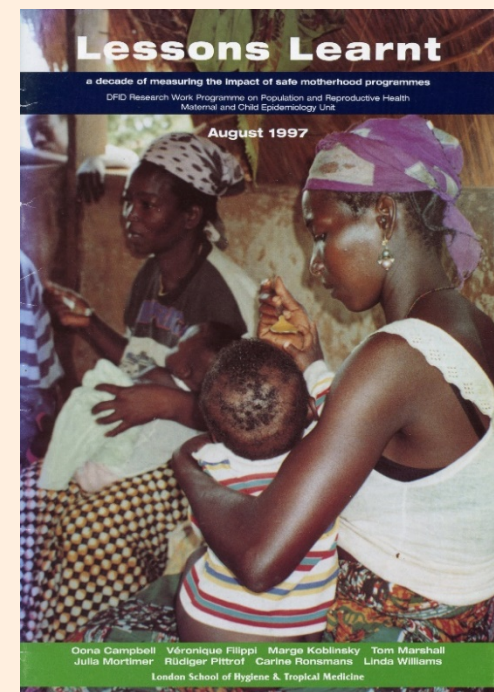 Lessons Learnt
a decade of measuring the impact of safe motherhood programmes
DFID Research Work Programme on Population and Reproductive Health
Maternal and Child Epidemiology Unit
August 1997
Oona Campbell Véronique Filippi Marge Koblinsky Tom Marshall
Julia Mortimer Rüdiger Pittrof Carine Ronsmans Linda Williams
London School of Hygiene & Tropical Medicine